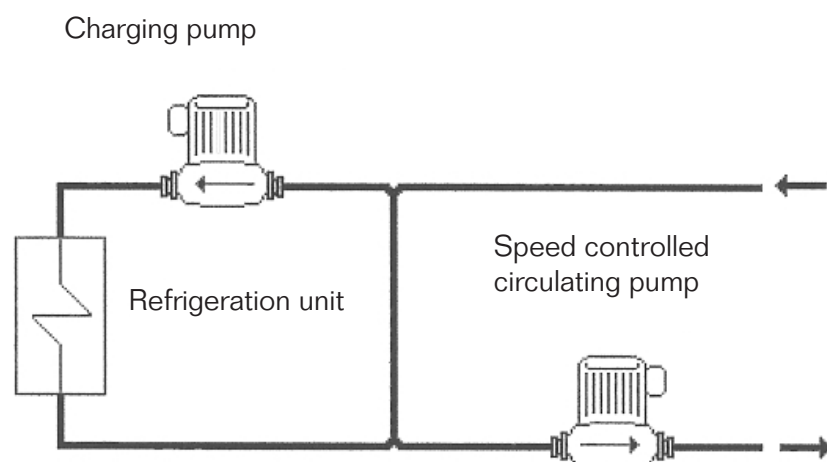 Charging pump
Speed controlled
circulating pump
Refrigeration unit